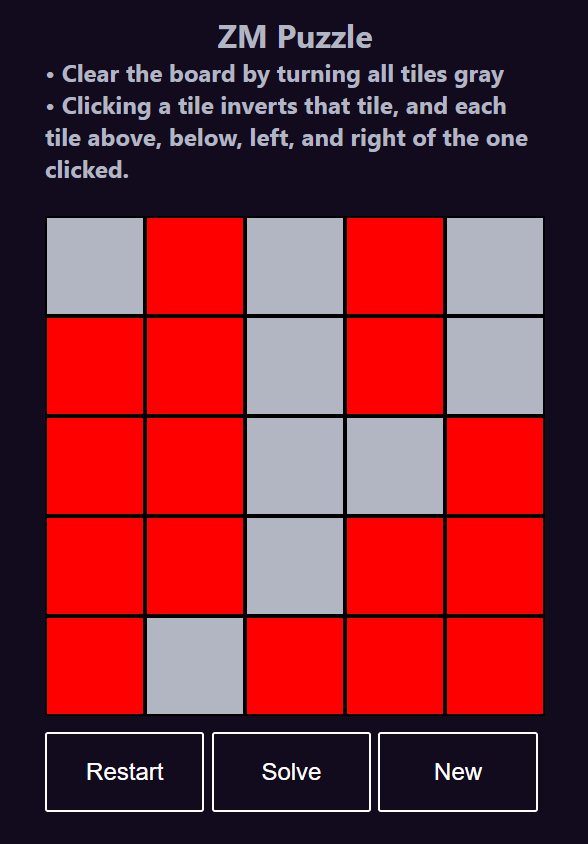 ZM Puzzle
• Clear the board by turning all tiles gray
• Clicking a tile inverts that tile, and each
tile above, below, left, and right of the one
clicked.
Restart
Solve
New